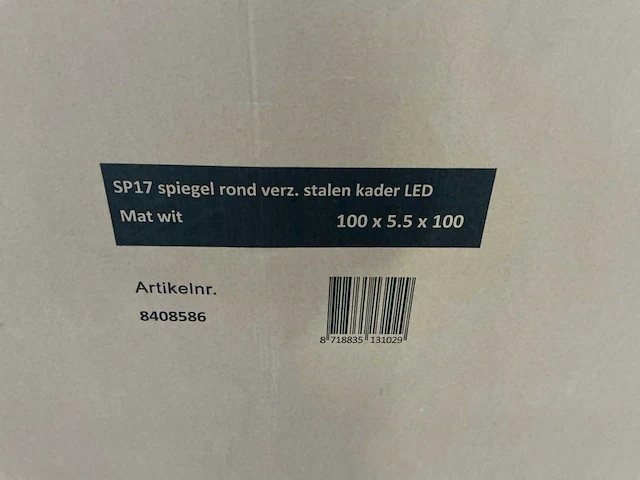 SP17 spiegel rond verz. stalen kader LED
Mat wit 100 x 5.5 x 100
Artikelnr.
8408586
8 718835 131029